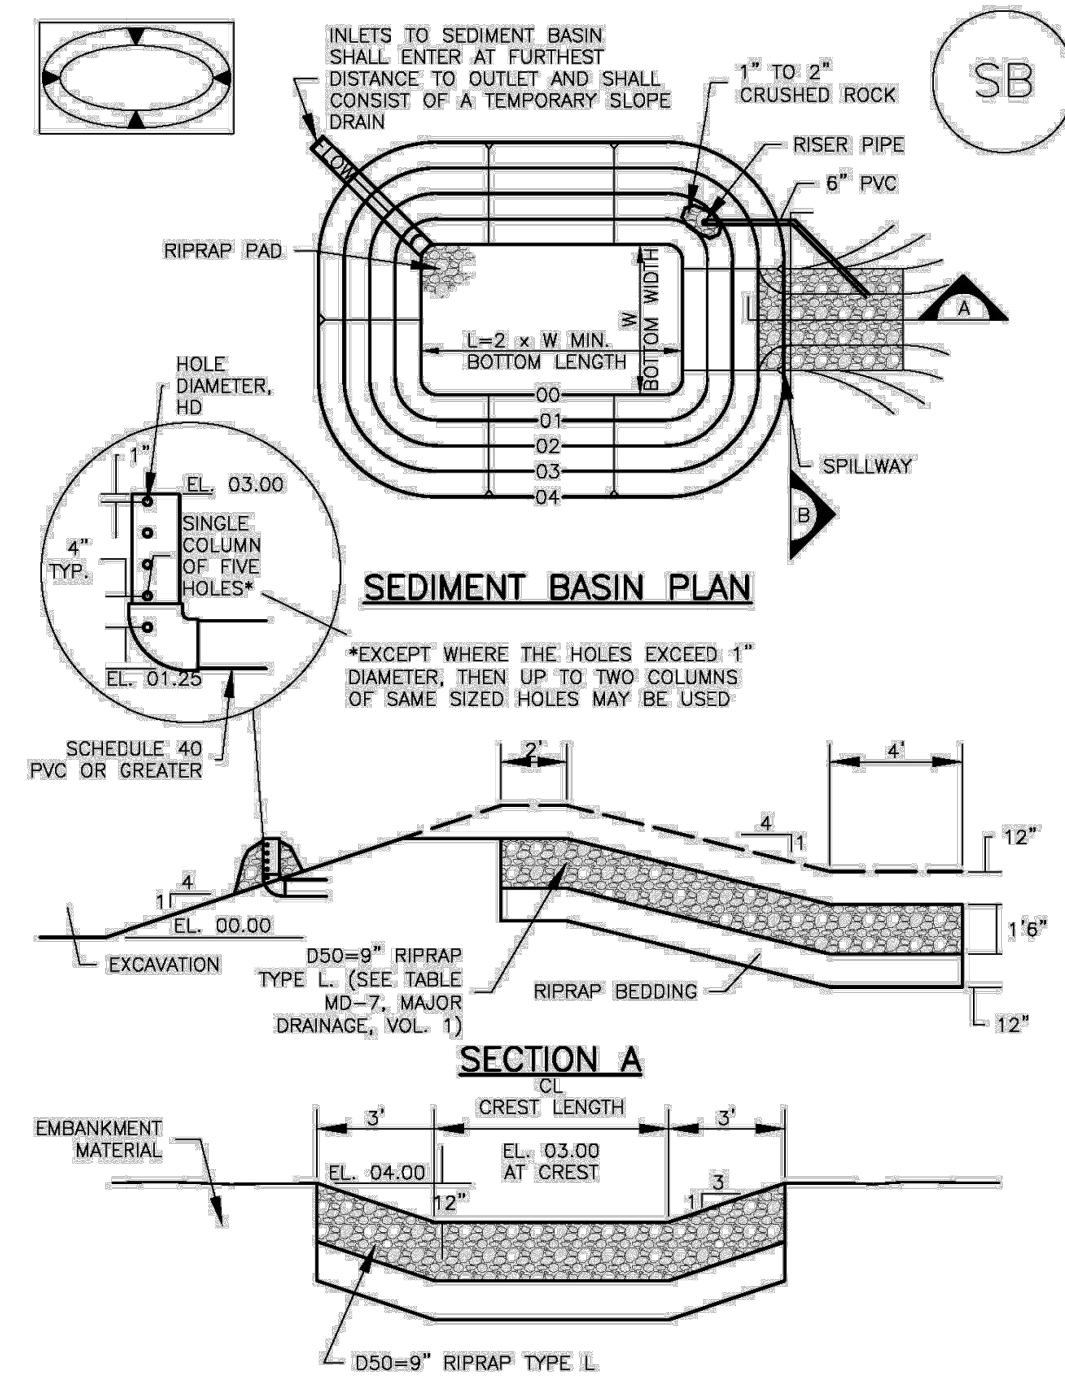 INLETS TO SEDIMENT BASIN
SHALL ENTER AT FURTHEST
DISTANCE TO OUTLET AND SHALL
CONSIST OF A TEMPORARY SLOPE
DRAIN
1" TO 2"
CRUSHED ROCK
SB
RISER PIPE
6" PVC
FLOW
RIPRAP PAD
W
BOTTOM WIDTH
L=2 x W MIN.
BOTTOM LENGTH
A
00
01
02
03
04
SPILLWAY
B
HOLE
DIAMETER,
HD
1"
EL. 03.00
SINGLE
COLUMN
OF FIVE
HOLES*
4"
TYP.
EL. 01.25
SEDIMENT BASIN PLAN
*EXCEPT WHERE THE HOLES EXCEED 1"
DIAMETER, THEN UP TO TWO COLUMNS
OF SAME SIZED HOLES MAY BE USED
SCHEDULE 40
PVC OR GREATER
2'
4'
4
1
12"
4
1
EL. 00.00
EXCAVATION
1'6"
D50=9" RIPRAP
TYPE L. (SEE TABLE
MD-7, MAJOR
DRAINAGE, VOL. 1)
RIPRAP BEDDING
12"
SECTION A
CL
CREST LENGTH
3'
3'
EMBANKMENT
MATERIAL
EL. 04.00
EL. 03.00
AT CREST
12"
3
1
D50=9" RIPRAP TYPE L